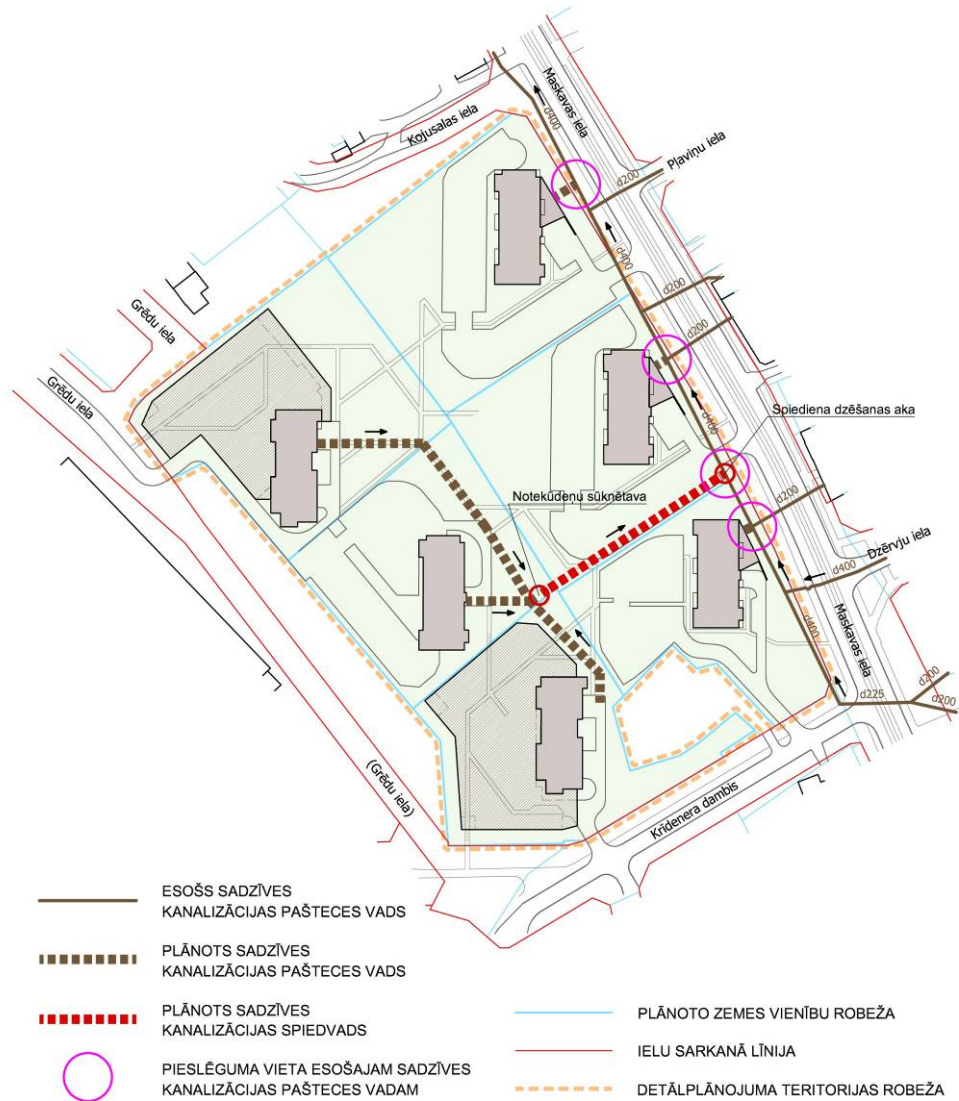 Maskavas iela
Kojusalas iela
d400
Pļaviņu iela
d200
d400
d200
d200
Grēdu iela
Grēdu iela
d400
Spiediena dzēšanas aka
Notekūdeņu sūknētava
d200
Dzērvju iela
d400
d400
Maskavas iela
d225
d200
d200
(Grēdu iela)
Krīdenera dambis
ESOŠS SADZĪVES
KANALIZĀCIJAS PAŠTECES VADS
PLĀNOTS SADZĪVES
KANALIZĀCIJAS PAŠTECES VADS
PLĀNOTS SADZĪVES
KANALIZĀCIJAS SPIEDVADS
PIESLĒGUMA VIETA ESOŠAJAM SADZĪVES
KANALIZĀCIJAS PAŠTECES VADAM
PLĀNOTO ZEMES VIENĪBU ROBEŽA
IELU SARKANĀ LĪNIJA
DETĀLPLĀNOJUMA TERITORIJAS ROBEŽA